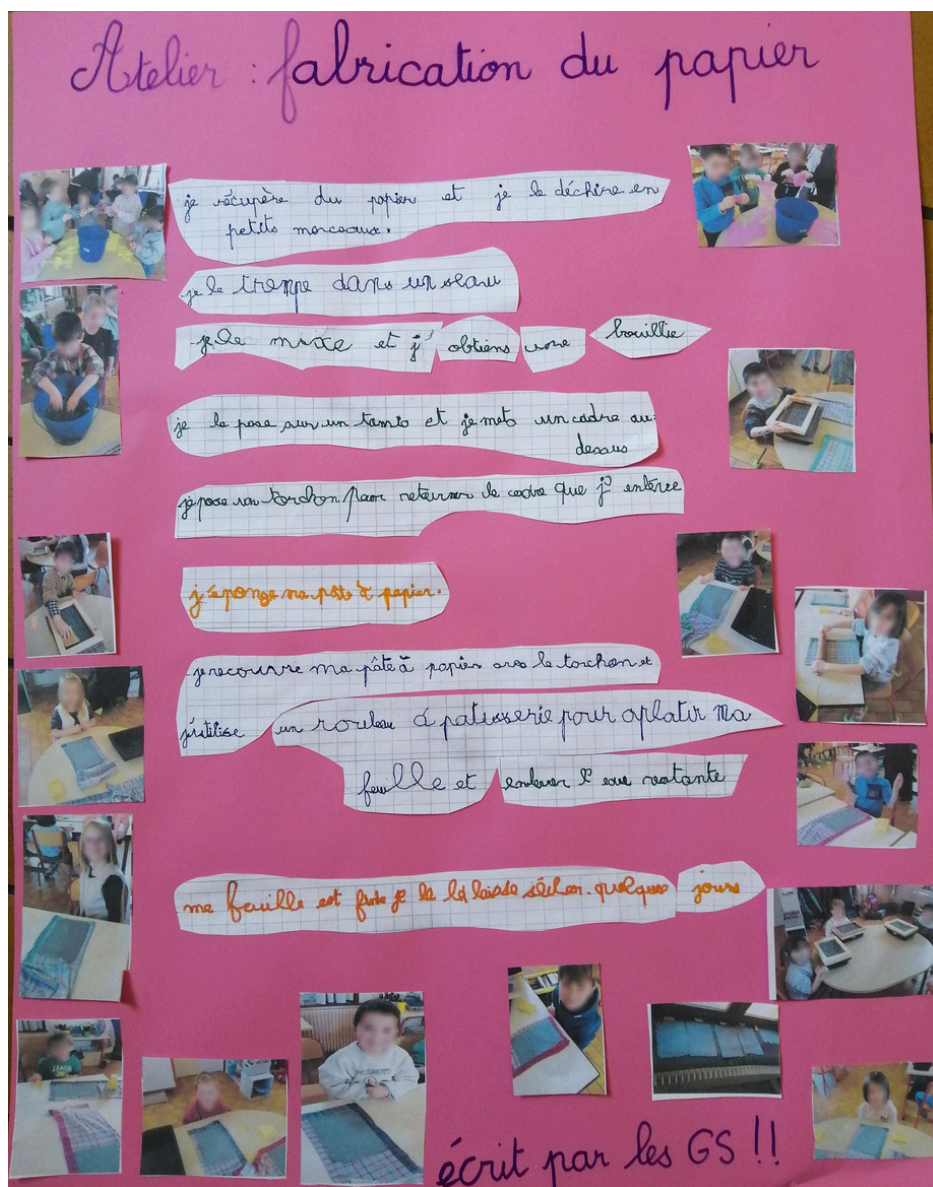 Atelier : fabrication du papier
je récupère du papier et je le déchire en
petits morceaux.
je le trempe dans un seau
je le mixe et j' obtiens une bouillie
je le pose sur un tamis et je mets un cadre au
dessus
je pose un torchon pour retourner le cadre que j' enlève
j'éponge ma pâte à papier.
je recouvre ma pâte à papier avec le torchon et
j'utilise un rouleau à patisserie pour aplatir ma
feuille et enlever l'eau restante
ma feuille est finie je le la laisse sécher quelques jours
écrit par les GS !!